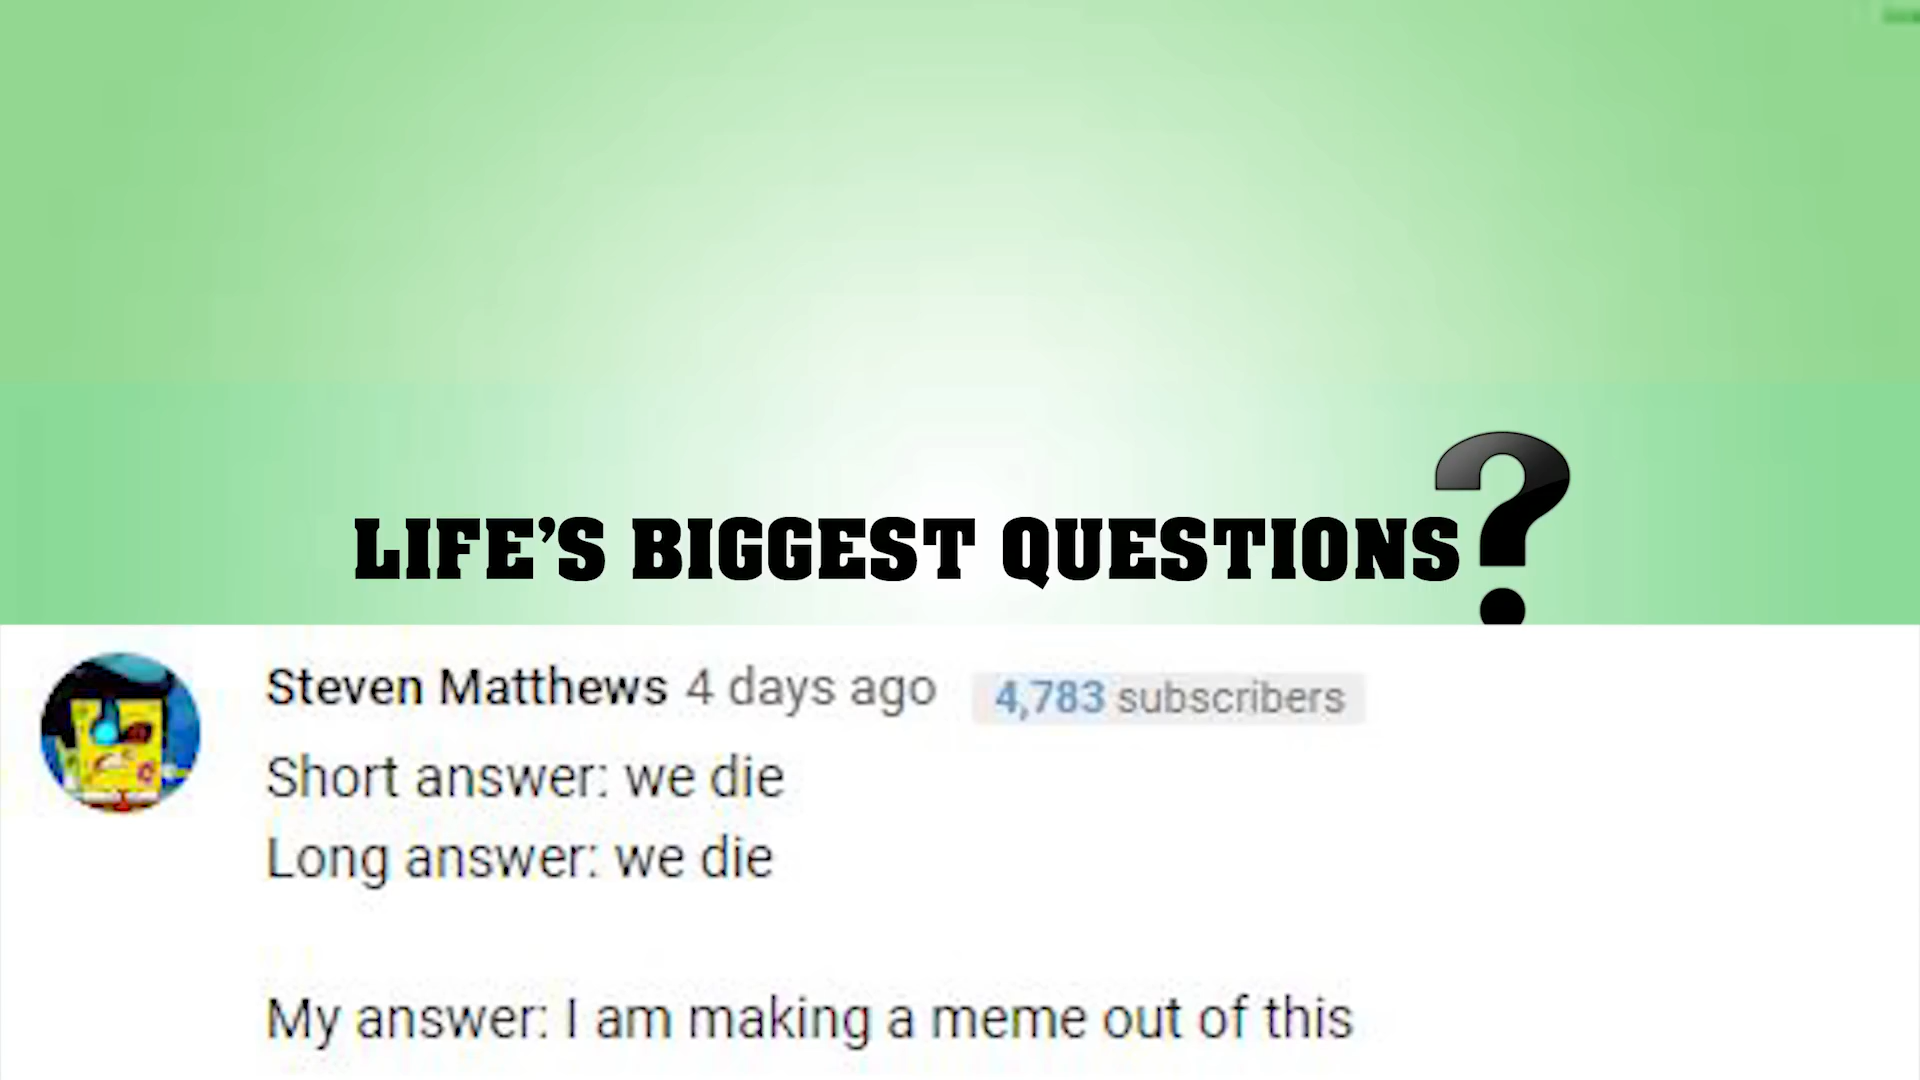 LIFE'S BIGGEST QUESTIONS?
Steven Matthews 4 days ago 4,783 subscribers
Short answer: we die
Long answer: we die
My answer: I am making a meme out of this